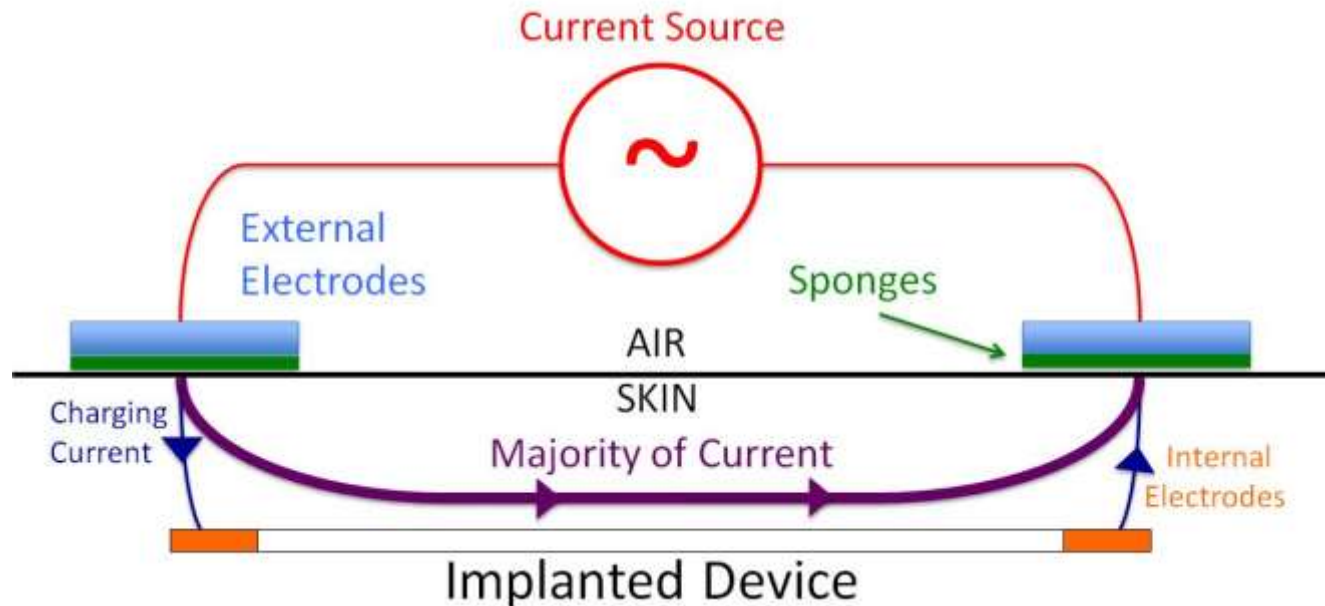 Current Source
~
External
Electrodes
Sponges
AIR
SKIN
Charging
Current
Majority of Current
Internal
Electrodes
Implanted Device